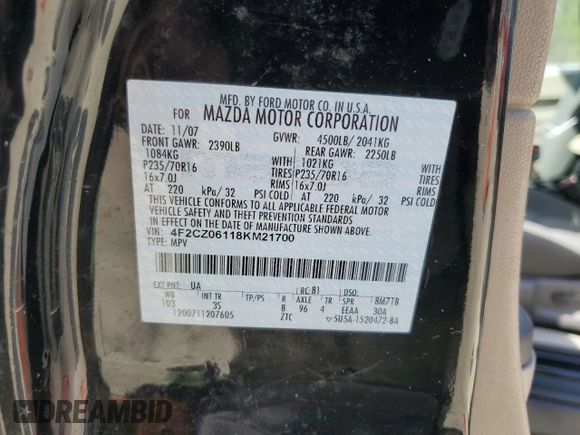 MFD. BY FORD MOTOR CO. IN U.S.A.
FOR MAZDA MOTOR CORPORATION
DATE: 11/07 GVWR: 4500LB/ 2041KG
FRONT GAWR: 2390LB REAR GAWR: 2250LB
1084KG WITH 1021KG WITH
P235/70R16 TIRES P235/70R16 TIRES
16x7.0J RIMS 16x7.0J RIMS
AT 220 kPa/ 32 PSI COLD AT 220 kPa/ 32 PSI COLD
THIS VEHICLE CONFORMS TO ALL APPLICABLE FEDERAL MOTOR
VEHICLE SAFETY AND THEFT PREVENTION STANDARDS
IN EFFECT ON THE DATE OF MANUFACTURE SHOWN ABOVE.
VIN: 4F2CZ06118KM21700
TYPE: MPV
EXT PNT: UA RC: 81 DSO:
WB INT TR TP/PS R AXLE TR SPR BM7TB
103 3S 8 96 4 EEAA 30A
1200711207605 ZTC 5U5A-1520472-BA
DREAMBID